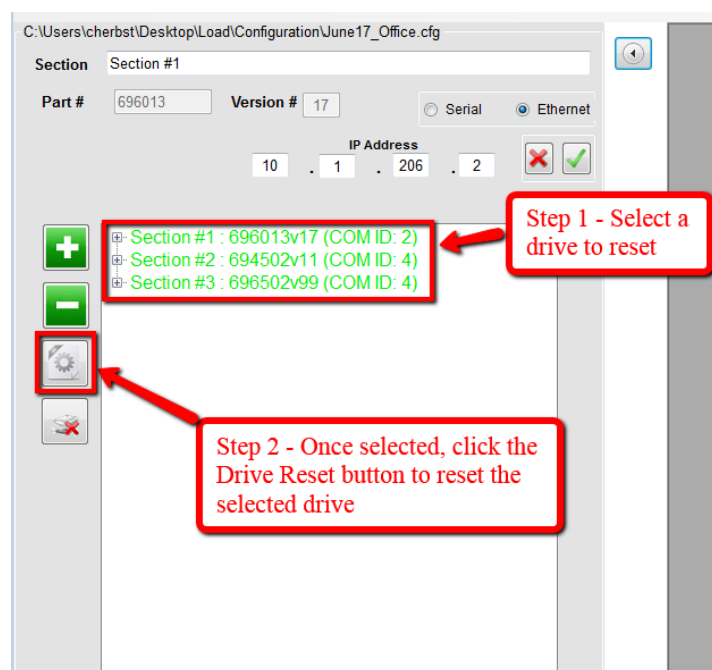 C:\Users\cherbst\Desktop\Load\Configuration\June17_Office.cfg
Section Section #1
Part # 696013 Version # 17 Serial Ethernet
IP Address
10 . 1 . 206 . 2
Step 1 - Select a
drive to reset
Section #1 : 696013v17 (COM ID: 2)
Section #2 : 694502v11 (COM ID: 4)
Section #3 : 696502v99 (COM ID: 4)
Step 2 - Once selected, click the
Drive Reset button to reset the
selected drive